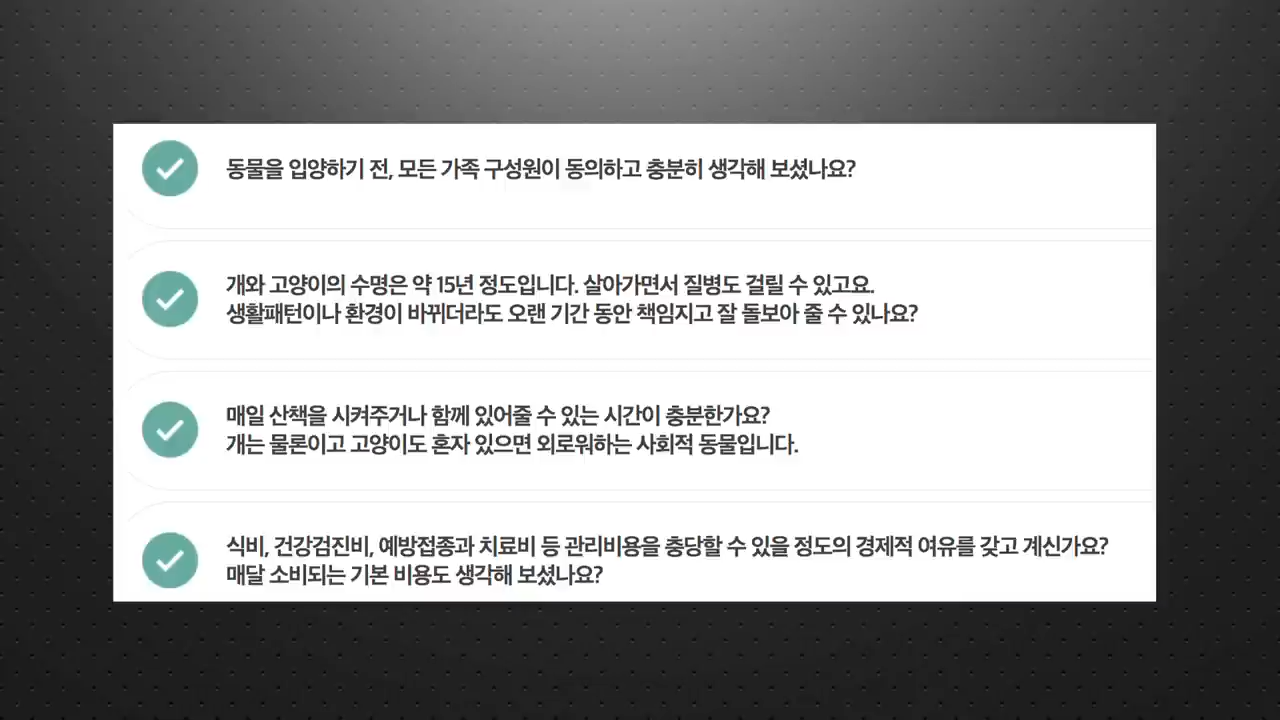 동물을 입양하기 전, 모든 가족 구성원이 동의하고 충분히 생각해 보셨나요?
개와 고양이의 수명은 약 15년 정도입니다. 살아가면서 질병도 걸릴 수 있고요.
생활패턴이나 환경이 바뀌더라도 오랜 기간 동안 책임지고 잘 돌보아 줄 수 있나요?
매일 산책을 시켜주거나 함께 있어줄 수 있는 시간이 충분한가요?
개는 물론이고 고양이도 혼자 있으면 외로워하는 사회적 동물입니다.
식비, 건강검진비, 예방접종과 치료비 등 관리비용을 충당할 수 있을 정도의 경제적 여유를 갖고 계신가요?
매달 소비되는 기본 비용도 생각해 보셨나요?